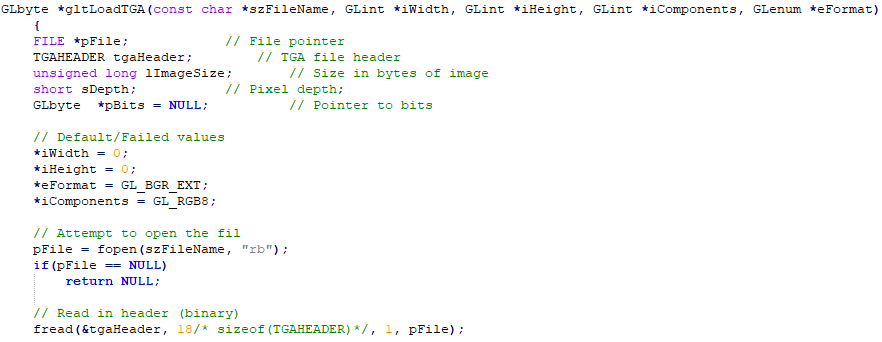 GLbyte *gltLoadTGA(const char *szFileName, GLint *iWidth, GLint *iHeight, GLint *iComponents, GLenum *eFormat)
{
FILE *pFile; // File pointer
TGAHEADER tgaHeader; // TGA file header
unsigned long lImageSize; // Size in bytes of image
short sDepth; // Pixel depth;
GLbyte *pBits = NULL; // Pointer to bits
// Default/Failed values
*iWidth = 0;
*iHeight = 0;
*eFormat = GL_BGR_EXT;
*iComponents = GL_RGB8;
// Attempt to open the fil
pFile = fopen(szFileName, "rb");
if(pFile == NULL)
return NULL;
// Read in header (binary)
fread(&tgaHeader, 18/* sizeof(TGAHEADER)*/, 1, pFile);